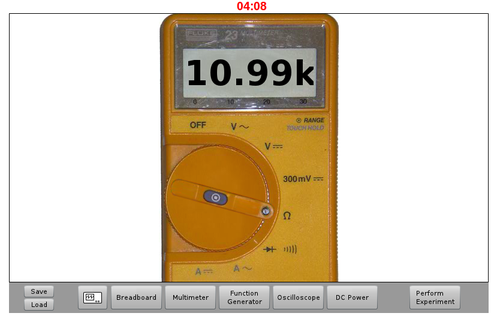 04:08
23
10.99k
0 10 20 30
OFF
V~
RANGE
TOUCH HOLD
V
300mV
Ω
A
A~
Save
Load
Breadboard
Multimeter
Function
Generator
Oscilloscope
DC Power
Perform
Experiment